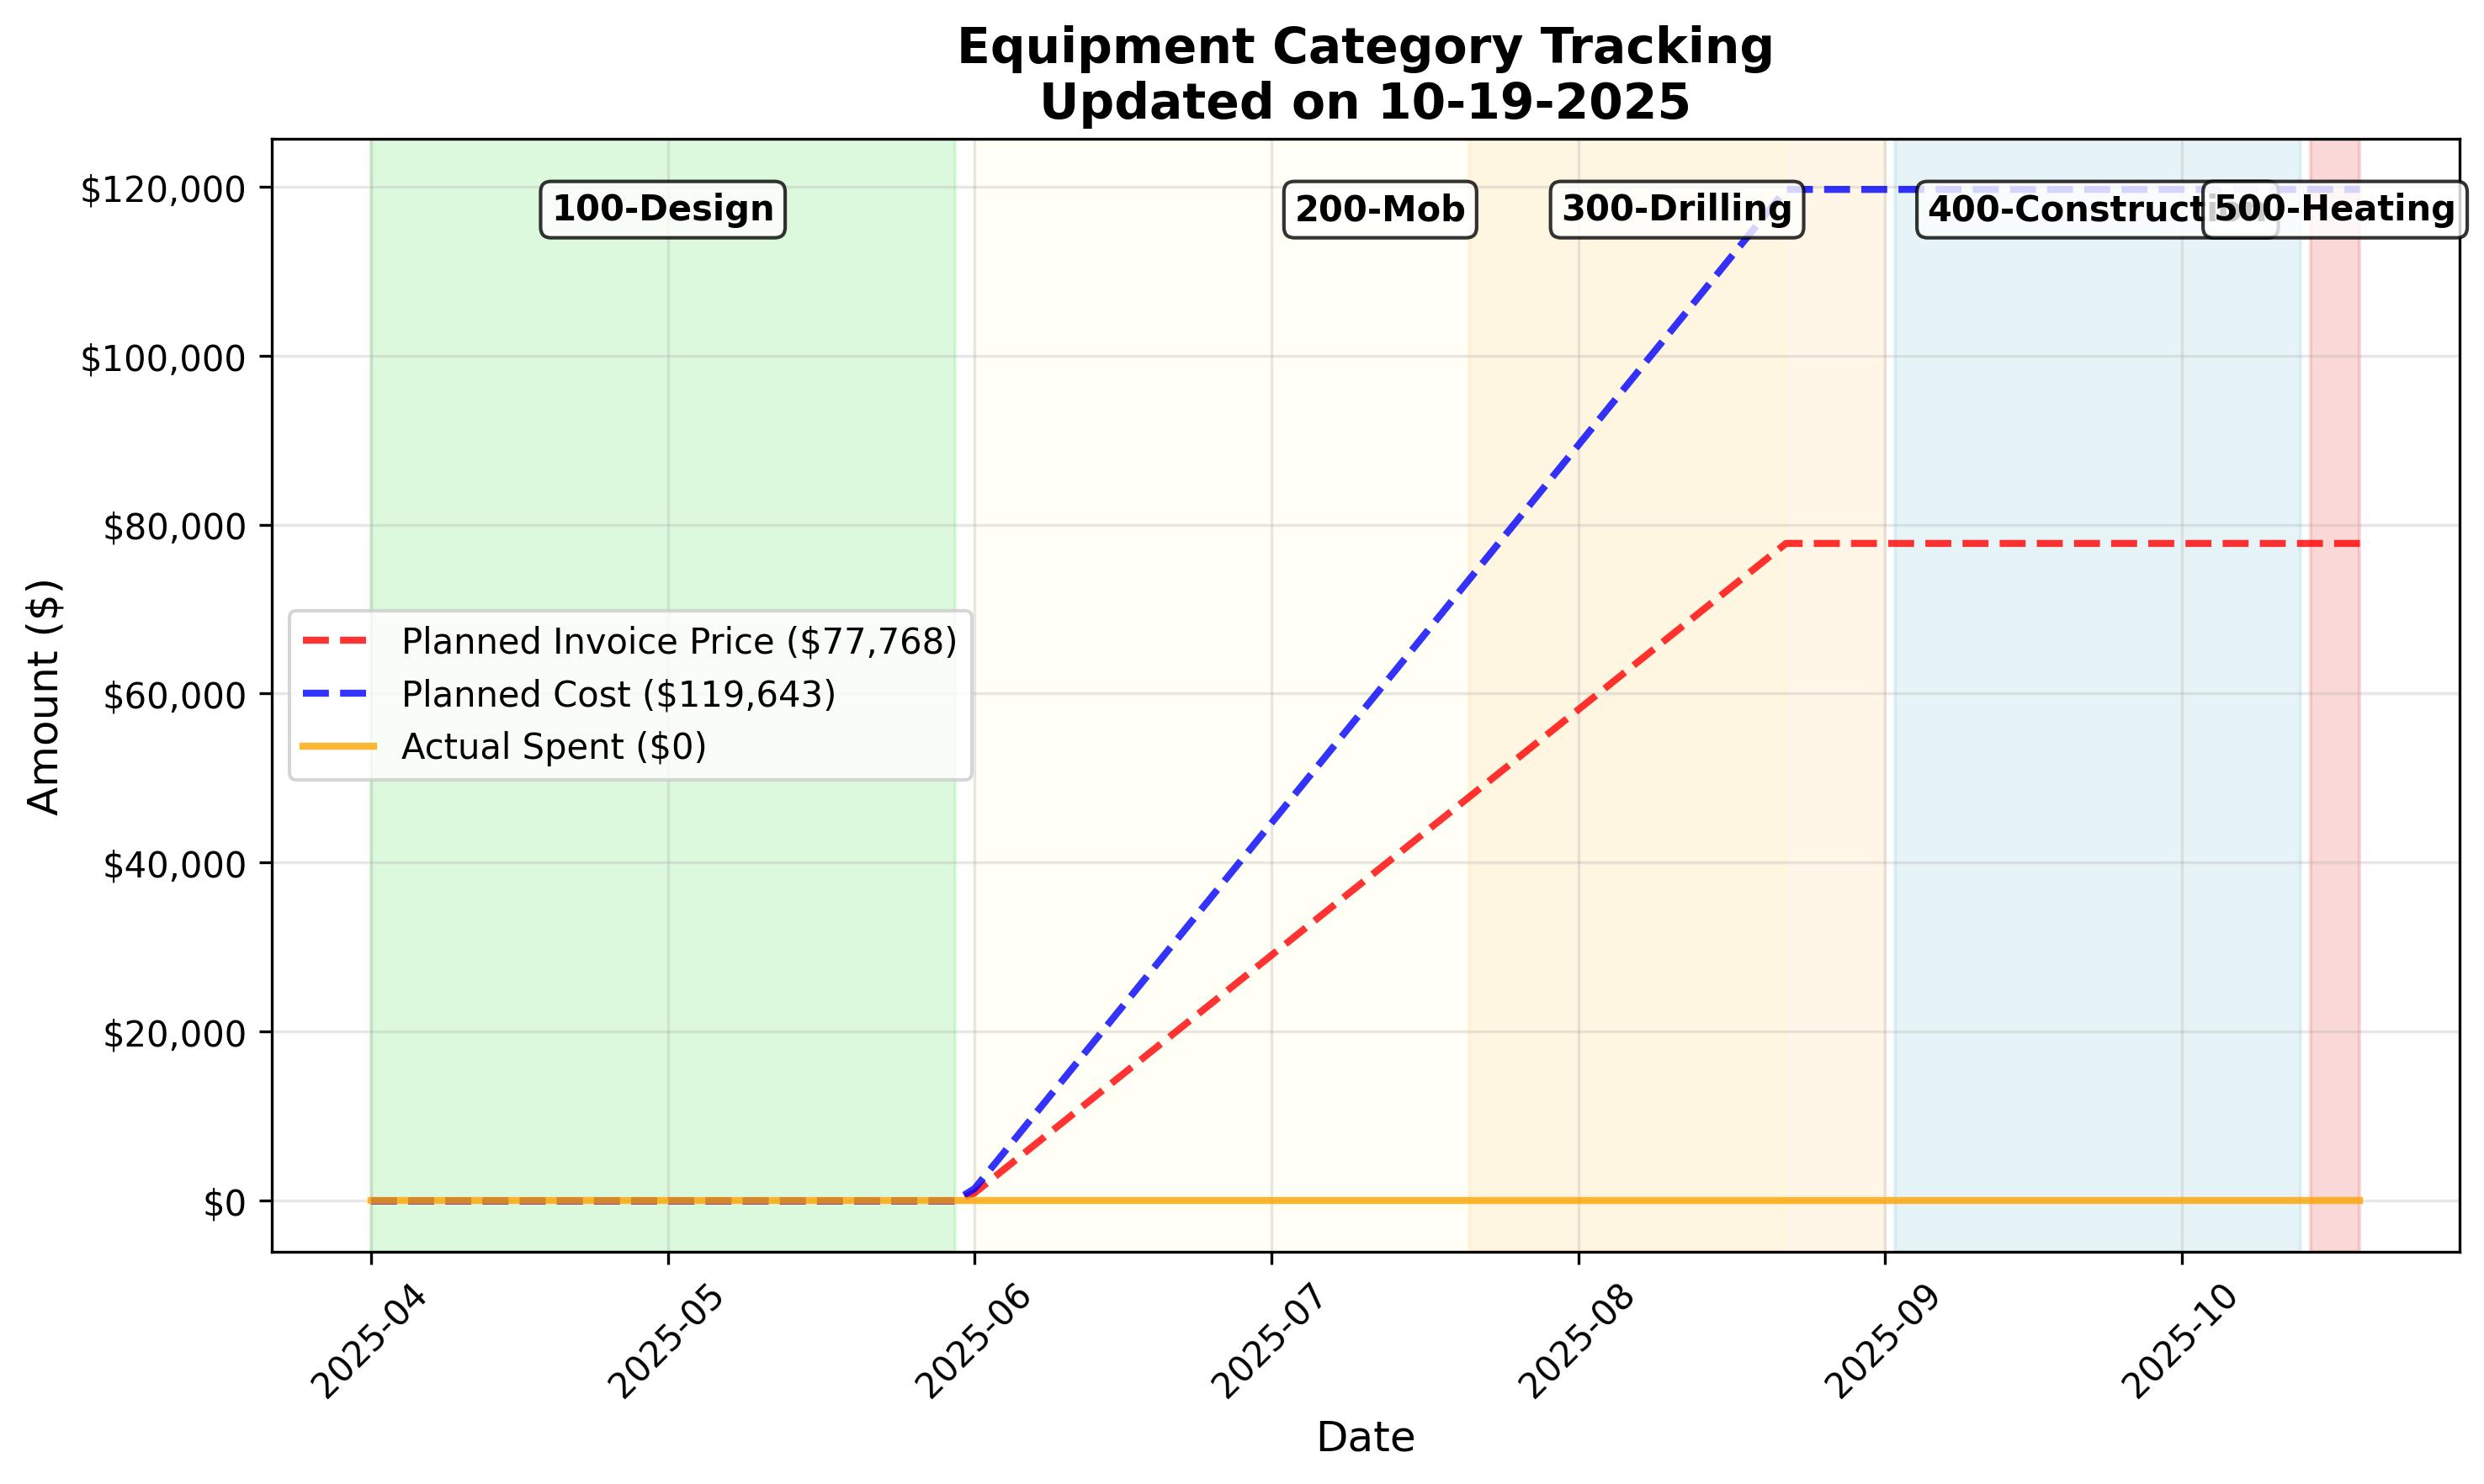 Equipment Category Tracking
Updated on 10-19-2025
$120,000
$100,000
$80,000
$60,000
$40,000
$20,000
$0
Amount ($)
100-Design
200-Mob
300-Drilling
400-Construction
500-Heating
Planned Invoice Price ($77,768)
Planned Cost ($119,643)
Actual Spent ($0)
2025-04
2025-05
2025-06
2025-07
2025-08
2025-09
2025-10
Date